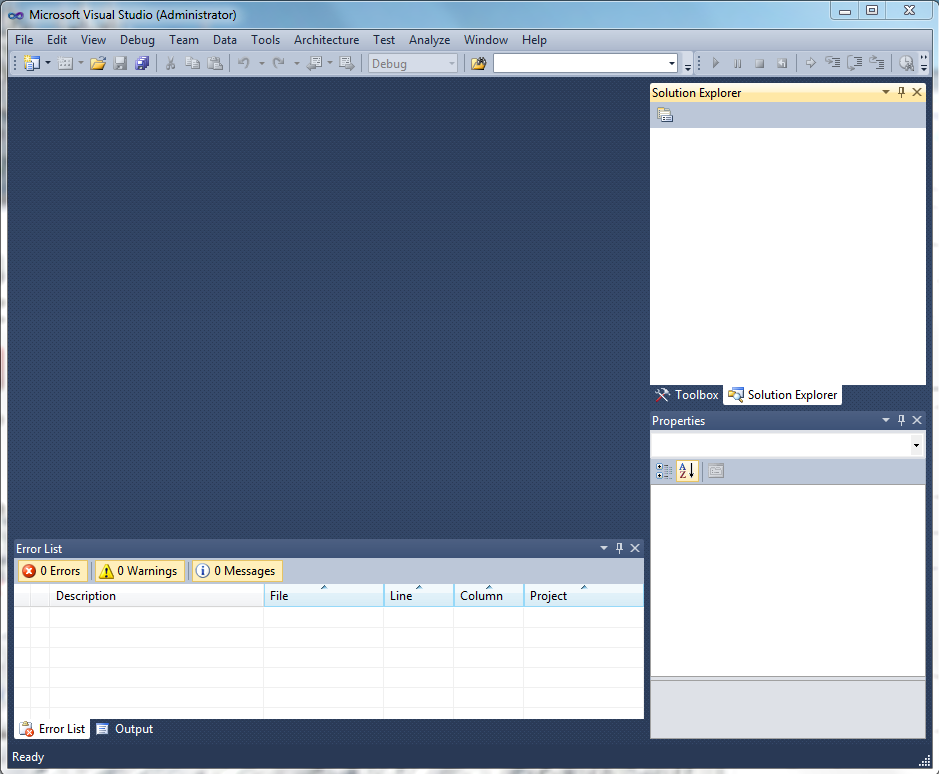 Microsoft Visual Studio (Administrator)
File Edit View Debug Team Data Tools Architecture Test Analyze Window Help
Debug
Solution Explorer
Toolbox Solution Explorer
Properties
Error List
0 Errors 0 Warnings 0 Messages
Description File Line Column Project
Error List Output
Ready